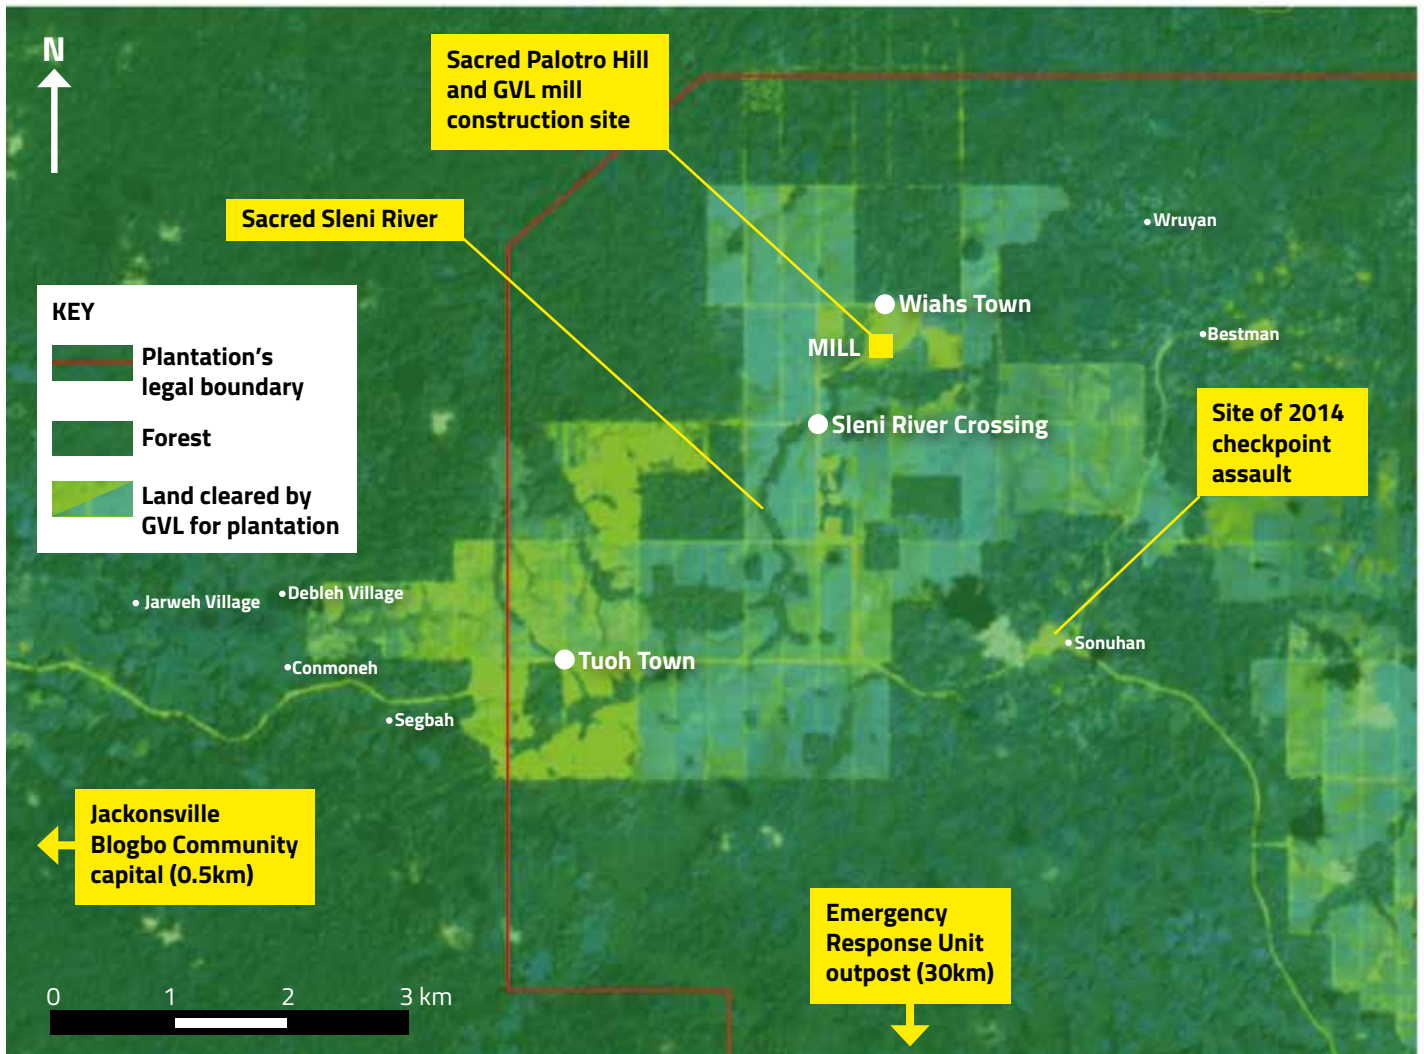 N
Sacred Palotro Hill
and GVL mill
construction site
Sacred Sleni River
Wruyan
KEY
Plantation's
legal boundary
Forest
Land cleared by
GVL for plantation
Wiahs Town
MILL
Bestman
Sleni River Crossing
Site of 2014
checkpoint
assault
Debleh Village
Jarweh Village
Sonuhan
Conmoneh
Tuoh Town
Segbah
Jackonsville
Blogbo Community
capital (0.5km)
Emergency
Response Unit
outpost (30km)
0 1 2 3 km